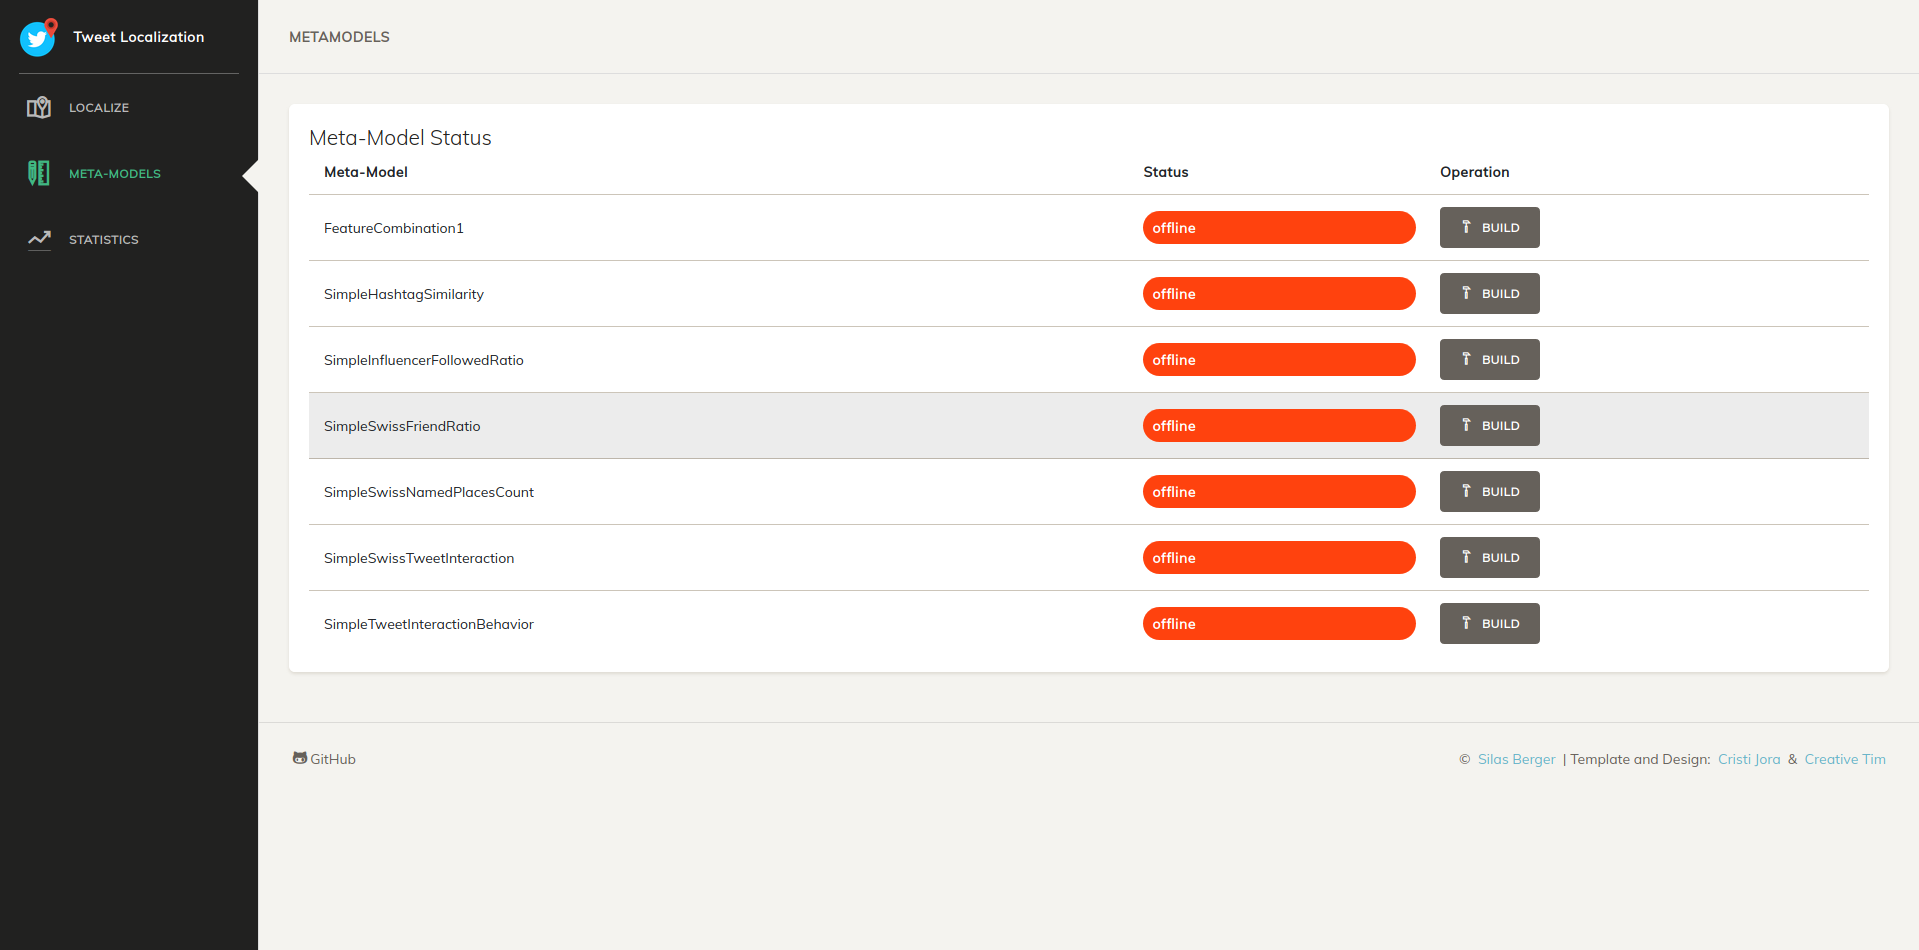 Tweet Localization
LOCALIZE
META-MODELS
STATISTICS
METAMODELS
Meta-Model Status
Meta-Model Status Operation
FeatureCombination1 offline BUILD
SimpleHashtagSimilarity offline BUILD
SimpleInfluencerFollowedRatio offline BUILD
SimpleSwissFriendRatio offline BUILD
SimpleSwissNamedPlacesCount offline BUILD
SimpleSwissTweetInteraction offline BUILD
SimpleTweetInteractionBehavior offline BUILD
GitHub © Silas Berger | Template and Design: Cristi Jora & Creative Tim